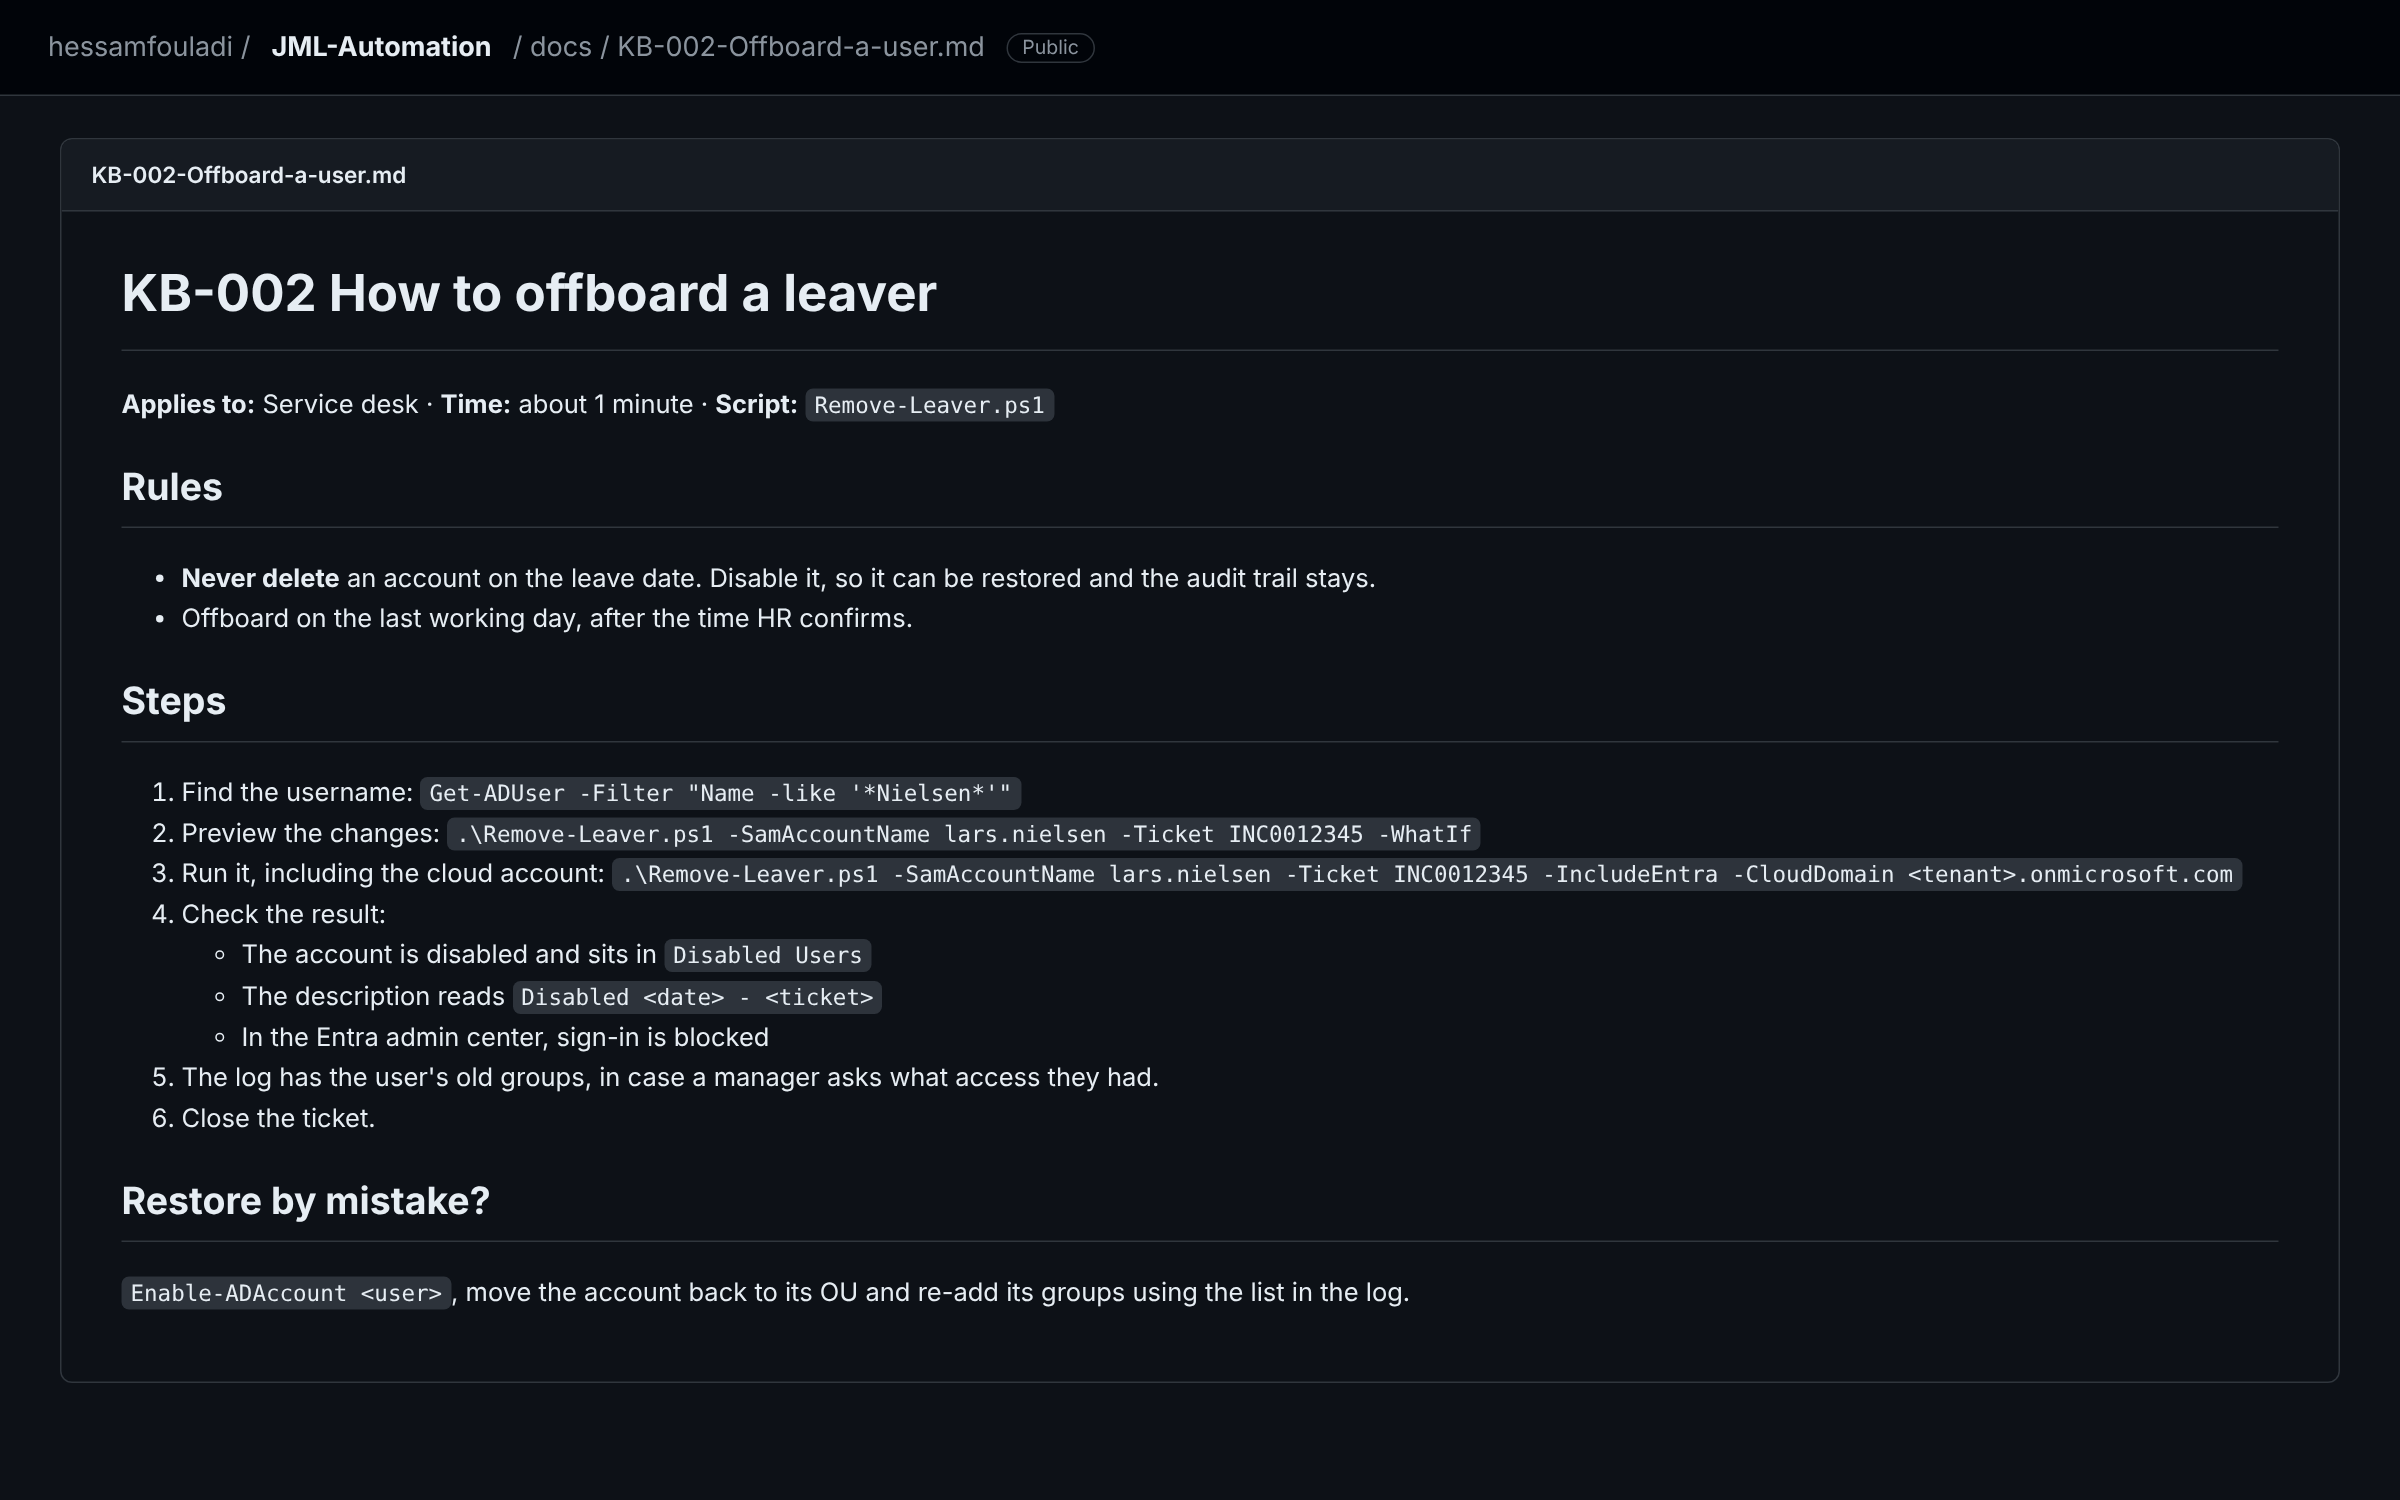 hessamfouladi / JML-Automation / docs / KB-002-Offboard-a-user.md Public
KB-002-Offboard-a-user.md
KB-002 How to offboard a leaver
Applies to: Service desk · Time: about 1 minute · Script: Remove-Leaver.ps1
Rules
• Never delete an account on the leave date. Disable it, so it can be restored and the audit trail stays.
• Offboard on the last working day, after the time HR confirms.
Steps
1. Find the username: Get-ADUser -Filter "Name -like '*Nielsen*'"
2. Preview the changes: .\Remove-Leaver.ps1 -SamAccountName lars.nielsen -Ticket INC0012345 -WhatIf
3. Run it, including the cloud account: .\Remove-Leaver.ps1 -SamAccountName lars.nielsen -Ticket INC0012345 -IncludeEntra -CloudDomain <tenant>.onmicrosoft.com
4. Check the result:
◦ The account is disabled and sits in Disabled Users
◦ The description reads Disabled <date> - <ticket>
◦ In the Entra admin center, sign-in is blocked
5. The log has the user's old groups, in case a manager asks what access they had.
6. Close the ticket.
Restore by mistake?
Enable-ADAccount <user>, move the account back to its OU and re-add its groups using the list in the log.